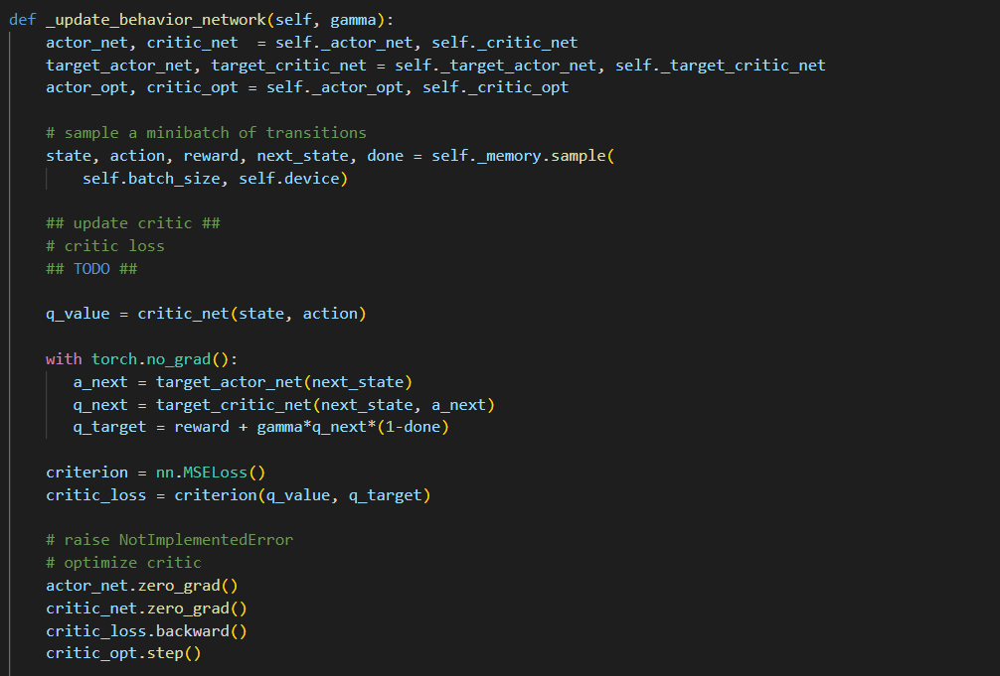 def _update_behavior_network(self, gamma):
    actor_net, critic_net  = self._actor_net, self._critic_net
    target_actor_net, target_critic_net = self._target_actor_net, self._target_critic_net
    actor_opt, critic_opt = self._actor_opt, self._critic_opt

    # sample a minibatch of transitions
    state, action, reward, next_state, done = self._memory.sample(
        self.batch_size, self.device)

    ## update critic ##
    # critic loss
    ## TODO ##

    q_value = critic_net(state, action)

    with torch.no_grad():
       a_next = target_actor_net(next_state)
       q_next = target_critic_net(next_state, a_next)
       q_target = reward + gamma*q_next*(1-done)

    criterion = nn.MSELoss()
    critic_loss = criterion(q_value, q_target)

    # raise NotImplementedError
    # optimize critic
    actor_net.zero_grad()
    critic_net.zero_grad()
    critic_loss.backward()
    critic_opt.step()